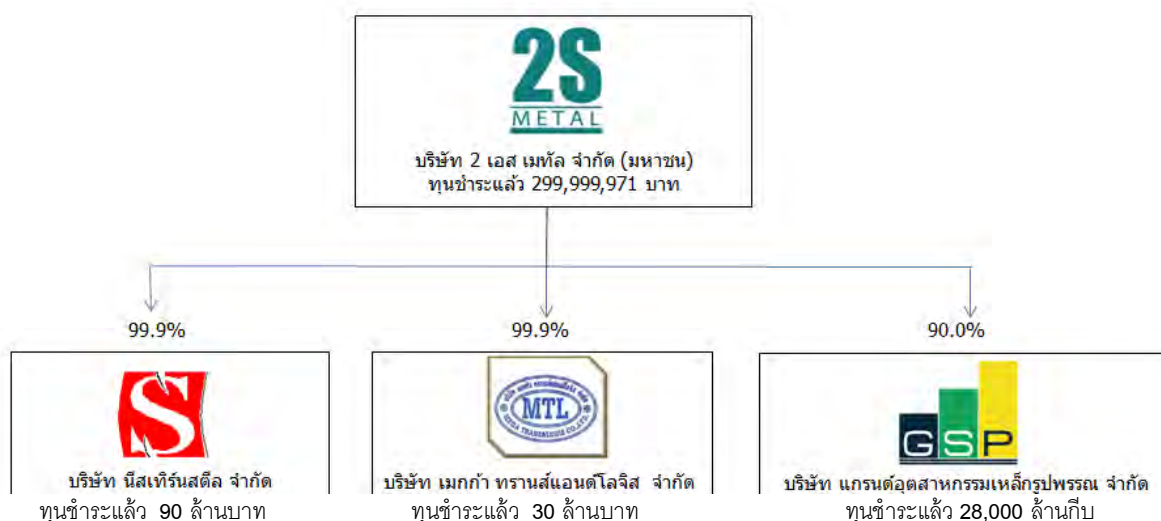 2S
METAL
บริษัท 2 เอส เมทัล จำกัด (มหาชน)
ทุนชำระแล้ว 299,999,971 บาท
99.9%
99.9%
90.0%
S
MTL
GSP
บริษัท นีสเทิร์นสตีล จำกัด
บริษัท เมกก้า ทรานส์แอนด์โลจิส จำกัด
บริษัท แกรนด์อุตสาหกรรมเหล็กรูปพรรณ จำกัด
ทุนชำระแล้ว 90 ล้านบาท
ทุนชำระแล้ว 30 ล้านบาท
ทุนชำระแล้ว 28,000 ล้านกีบ